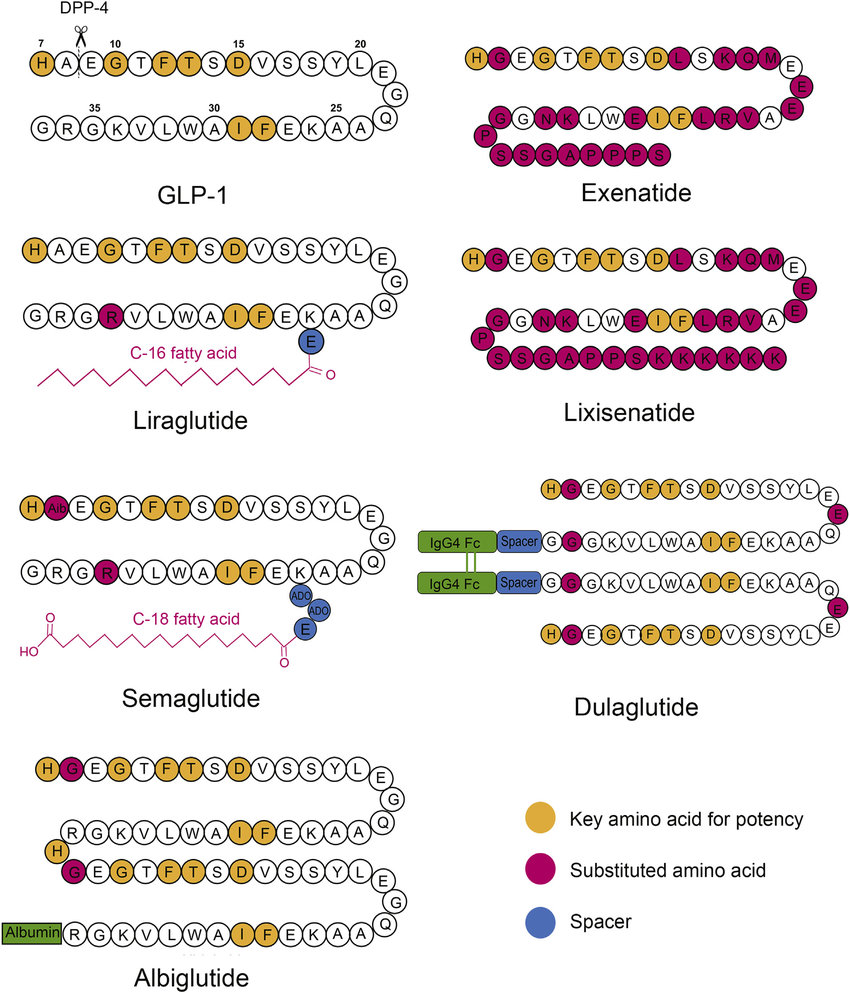 DPP-4
7 10 15 20
H A E G T F T S D V S S Y L E
G
Q
35 30 25
G R G K V L W A I F E K A A
GLP-1
H G E G T F T S D L S K Q M E
E
E
G G N K L W E I F L R V A
P
S S G A P P P S
Exenatide
H A E G T F T S D V S S Y L E
G
Q
G R G R V L W A I F E K A A
E
C-16 fatty acid
O
Liraglutide
H G E G T F T S D L S K Q M E
E
E
G G N K L W E I F L R V A
P
S S G A P P S K K K K K K
Lixisenatide
H Aib E G T F T S D V S S Y L E
G
Q
G R G R V L W A I F E K A A
ADO
ADO
E
C-18 fatty acid
O
HO
O
Semaglutide
H G E G T F T S D V S S Y L E
E
Q
IgG4 Fc Spacer G G G K V L W A I F E K A A
IgG4 Fc Spacer G G G K V L W A I F E K A A
Q
E
H G E G T F T S D V S S Y L E
Dulaglutide
H G E G T F T S D V S S Y L E
G
Q
R G K V L W A I F E K A A
H
G E G T F T S D V S S Y L E
G
Q
Albumin R G K V L W A I F E K A A
Albiglutide
Key amino acid for potency
Substituted amino acid
Spacer